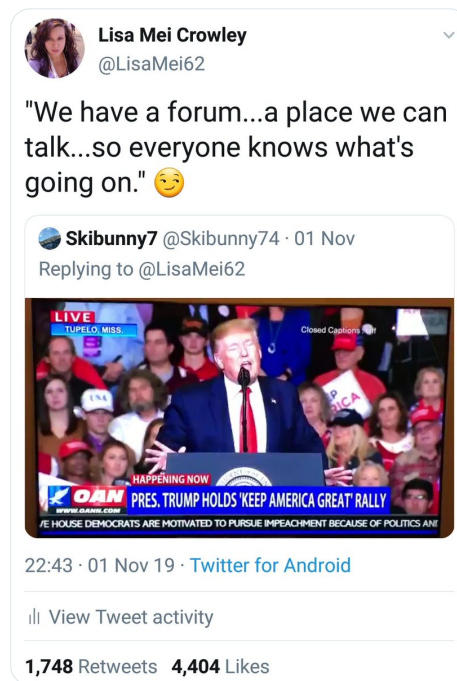 Lisa Mei Crowley
@LisaMei62
"We have a forum...a place we can
talk...so everyone knows what's
going on." 😏
Skibunny7 @Skibunny74 · 01 Nov
Replying to @LisaMei62
LIVE
TUPELO, MISS.
Closed Captions Off
USA
HAPPENING NOW
OAN
PRES. TRUMP HOLDS 'KEEP AMERICA GREAT' RALLY
WWW.OANN.COM
/E HOUSE DEMOCRATS ARE MOTIVATED TO PURSUE IMPEACHMENT BECAUSE OF POLITICS AN
22:43 · 01 Nov 19 · Twitter for Android
View Tweet activity
1,748 Retweets 4,404 Likes